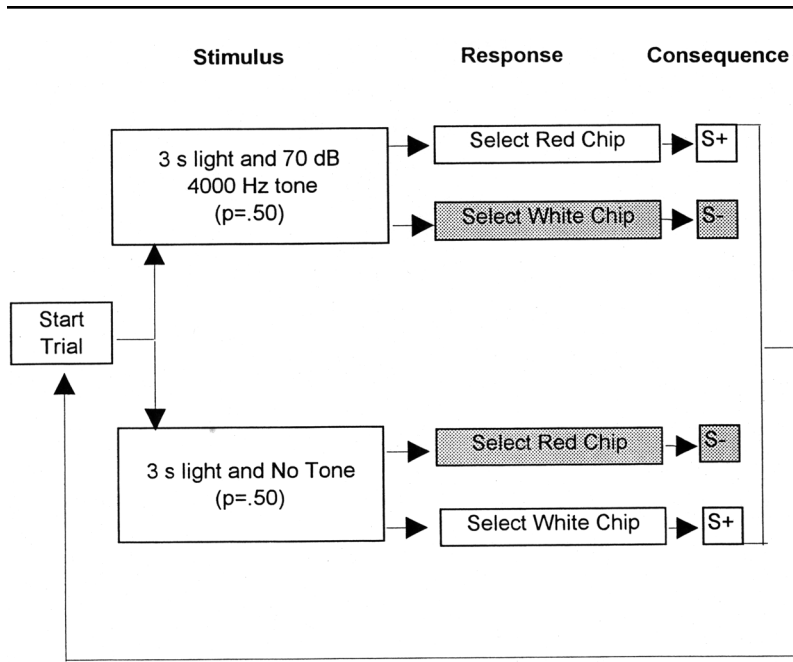 Stimulus Response Consequence
3 s light and 70 dB
4000 Hz tone
(p=.50)
Select Red Chip
S+
Select White Chip
S-
Start
Trial
3 s light and No Tone
(p=.50)
Select Red Chip
S-
Select White Chip
S+